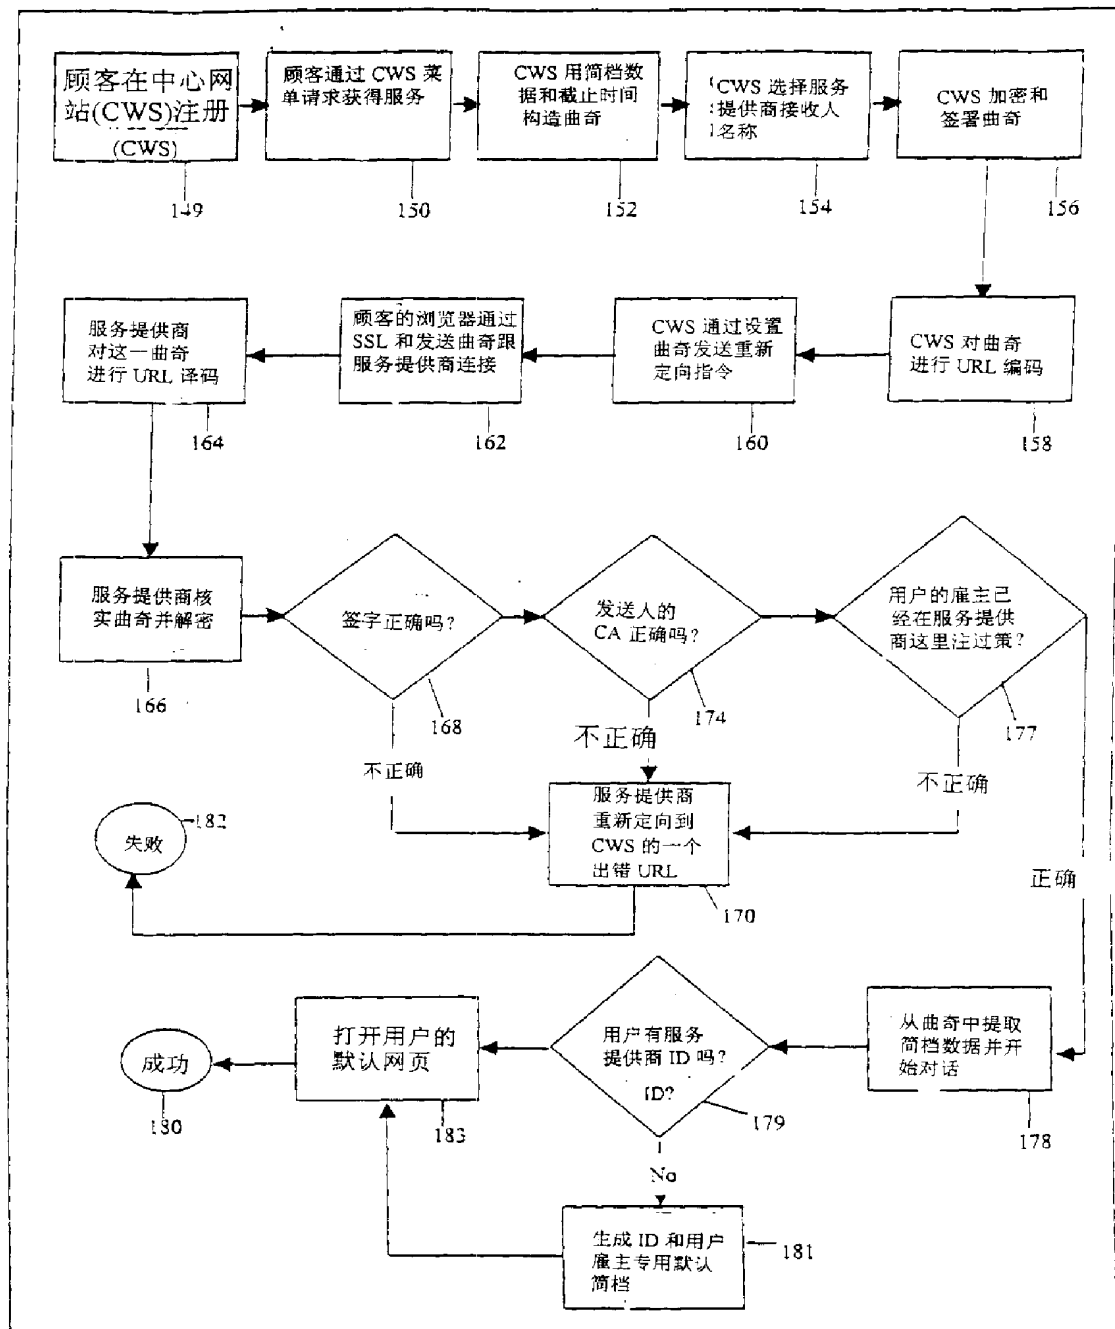 顾客在中心网
站(CWS)注册
(CWS)
149
顾客通过 CWS 菜
单请求获得服务
150
CWS 用简档数
据和截止时间
构造曲奇
152
CWS 选择服务
提供商接收人
名称
154
CWS 加密和
签署曲奇
156
服务提供商
对这一曲奇
进行 URL 译码
164
顾客的浏览器通过
SSL 和发送曲奇跟
服务提供商连接
162
CWS 通过设置
曲奇发送重新
定向指令
160
CWS 对曲奇
进行 URL 编码
158
服务提供商核
实曲奇并解密
166
签字正确吗?
168
不正确
发送人的
CA 正确吗?
174
不正确
用户的雇主已
经在服务提供
商这里注过策?
177
不正确
正确
服务提供商
重新定向到
CWS 的一个
出错 URL
170
失败
182
从曲奇中提取
简档数据并开
始对话
178
用户有服务
提供商 ID 吗?
ID?
179
No
打开用户的
默认网页
183
成功
180
生成 ID 和用户
雇主专用默认
简档
181